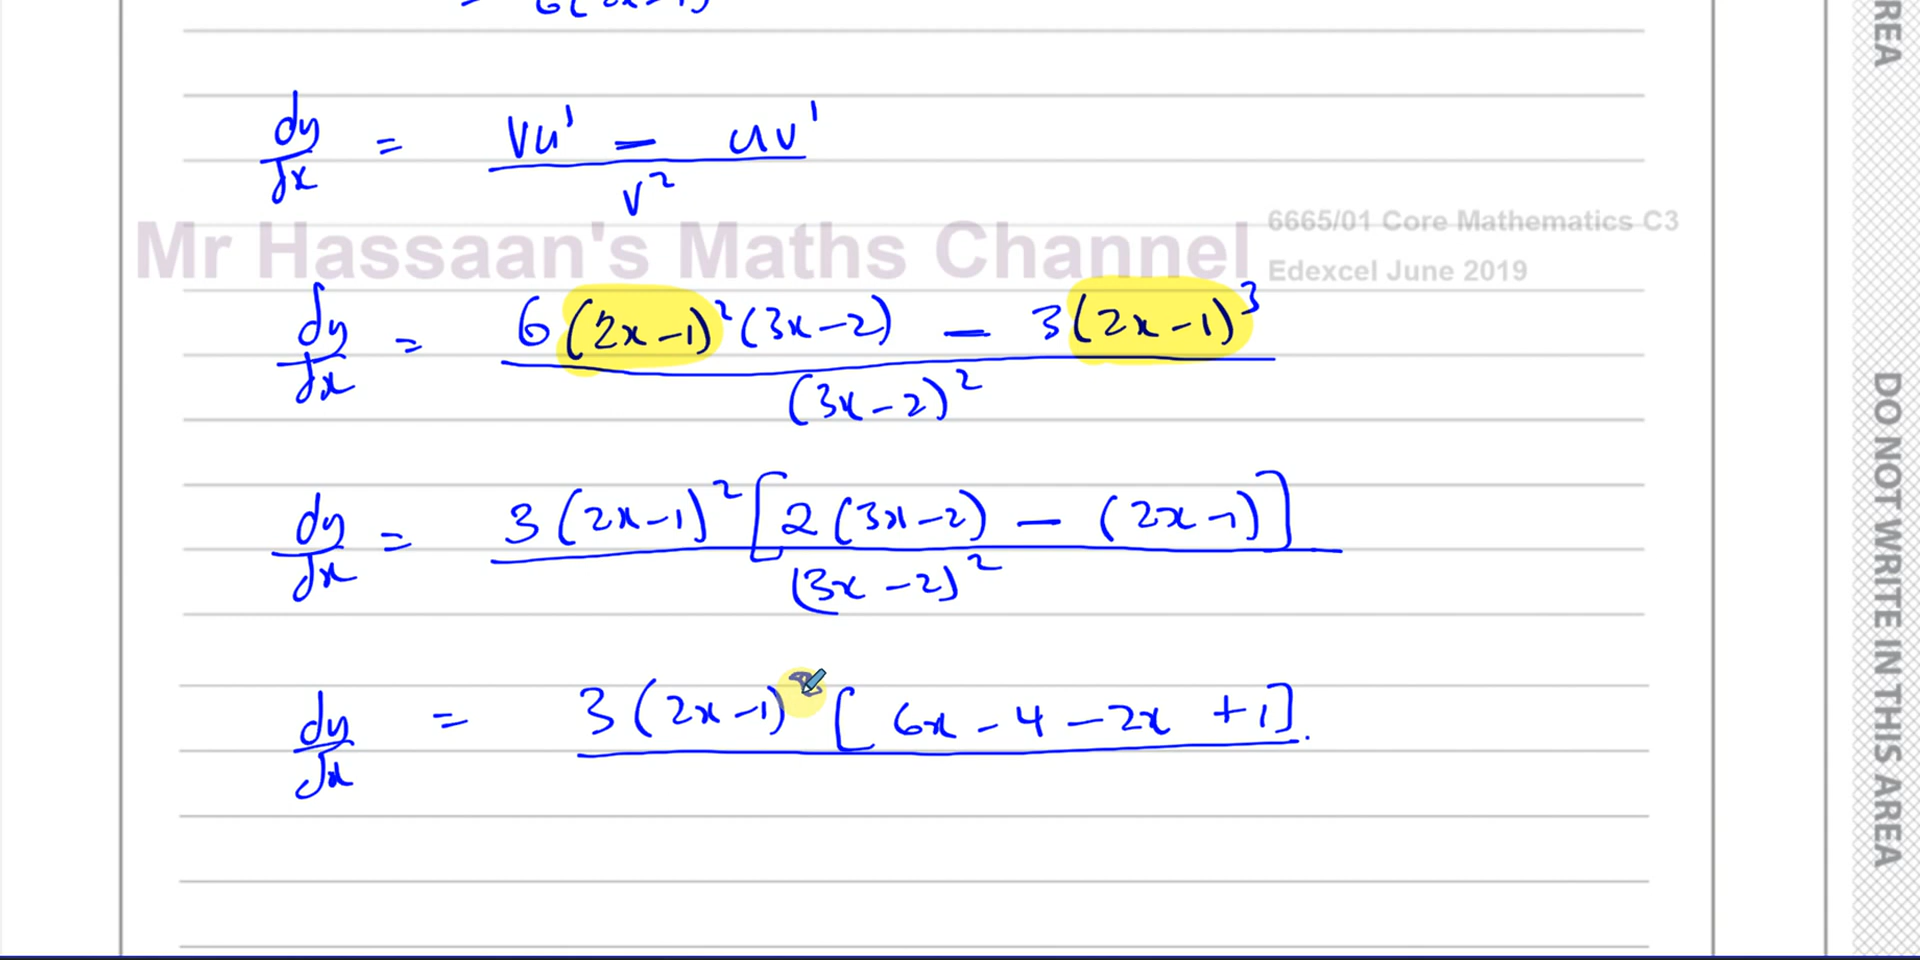 dy/dx = (vu' - uv') / v²
Mr Hassaan's Maths Channel
6665/01 Core Mathematics C3
Edexcel June 2019
dy/dx = (6(2x-1)²(3x-2) - 3(2x-1)³) / (3x-2)²
dy/dx = (3(2x-1)²[2(3x-2) - (2x-1)]) / (3x-2)²
dy/dx = 3(2x-1)²[6x-4-2x+1]
REA
DO NOT WRITE IN THIS AREA